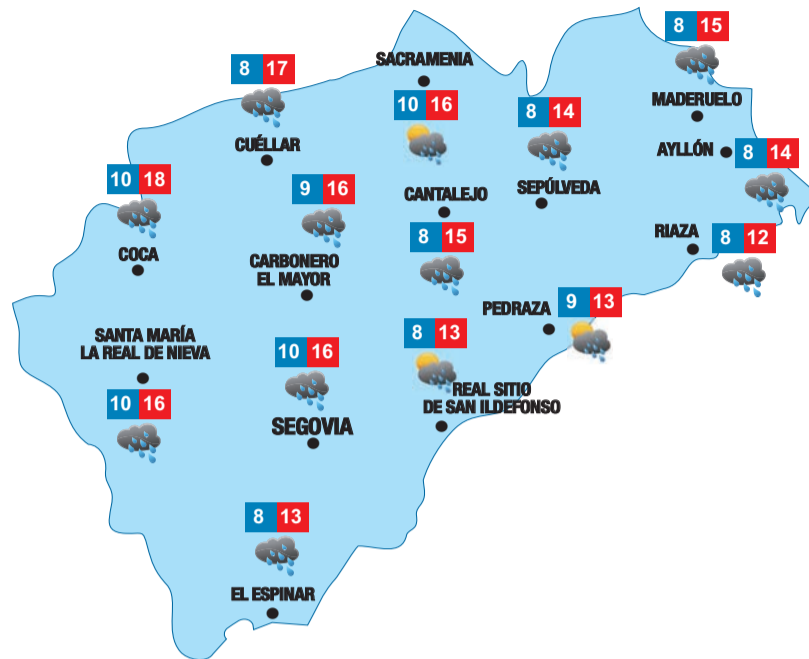 8 15
MADERUELO
SACRAMENIA
10 16
8 17
CUÉLLAR
8 14
SEPÚLVEDA
AYLLÓN
8 14
10 18
COCA
9 16
CARBONERO
EL MAYOR
CANTALEJO
8 15
RIAZA
8 12
PEDRAZA
9 13
SANTA MARÍA
LA REAL DE NIEVA
10 16
10 16
SEGOVIA
8 13
REAL SITIO
DE SAN ILDEFONSO
8 13
EL ESPINAR